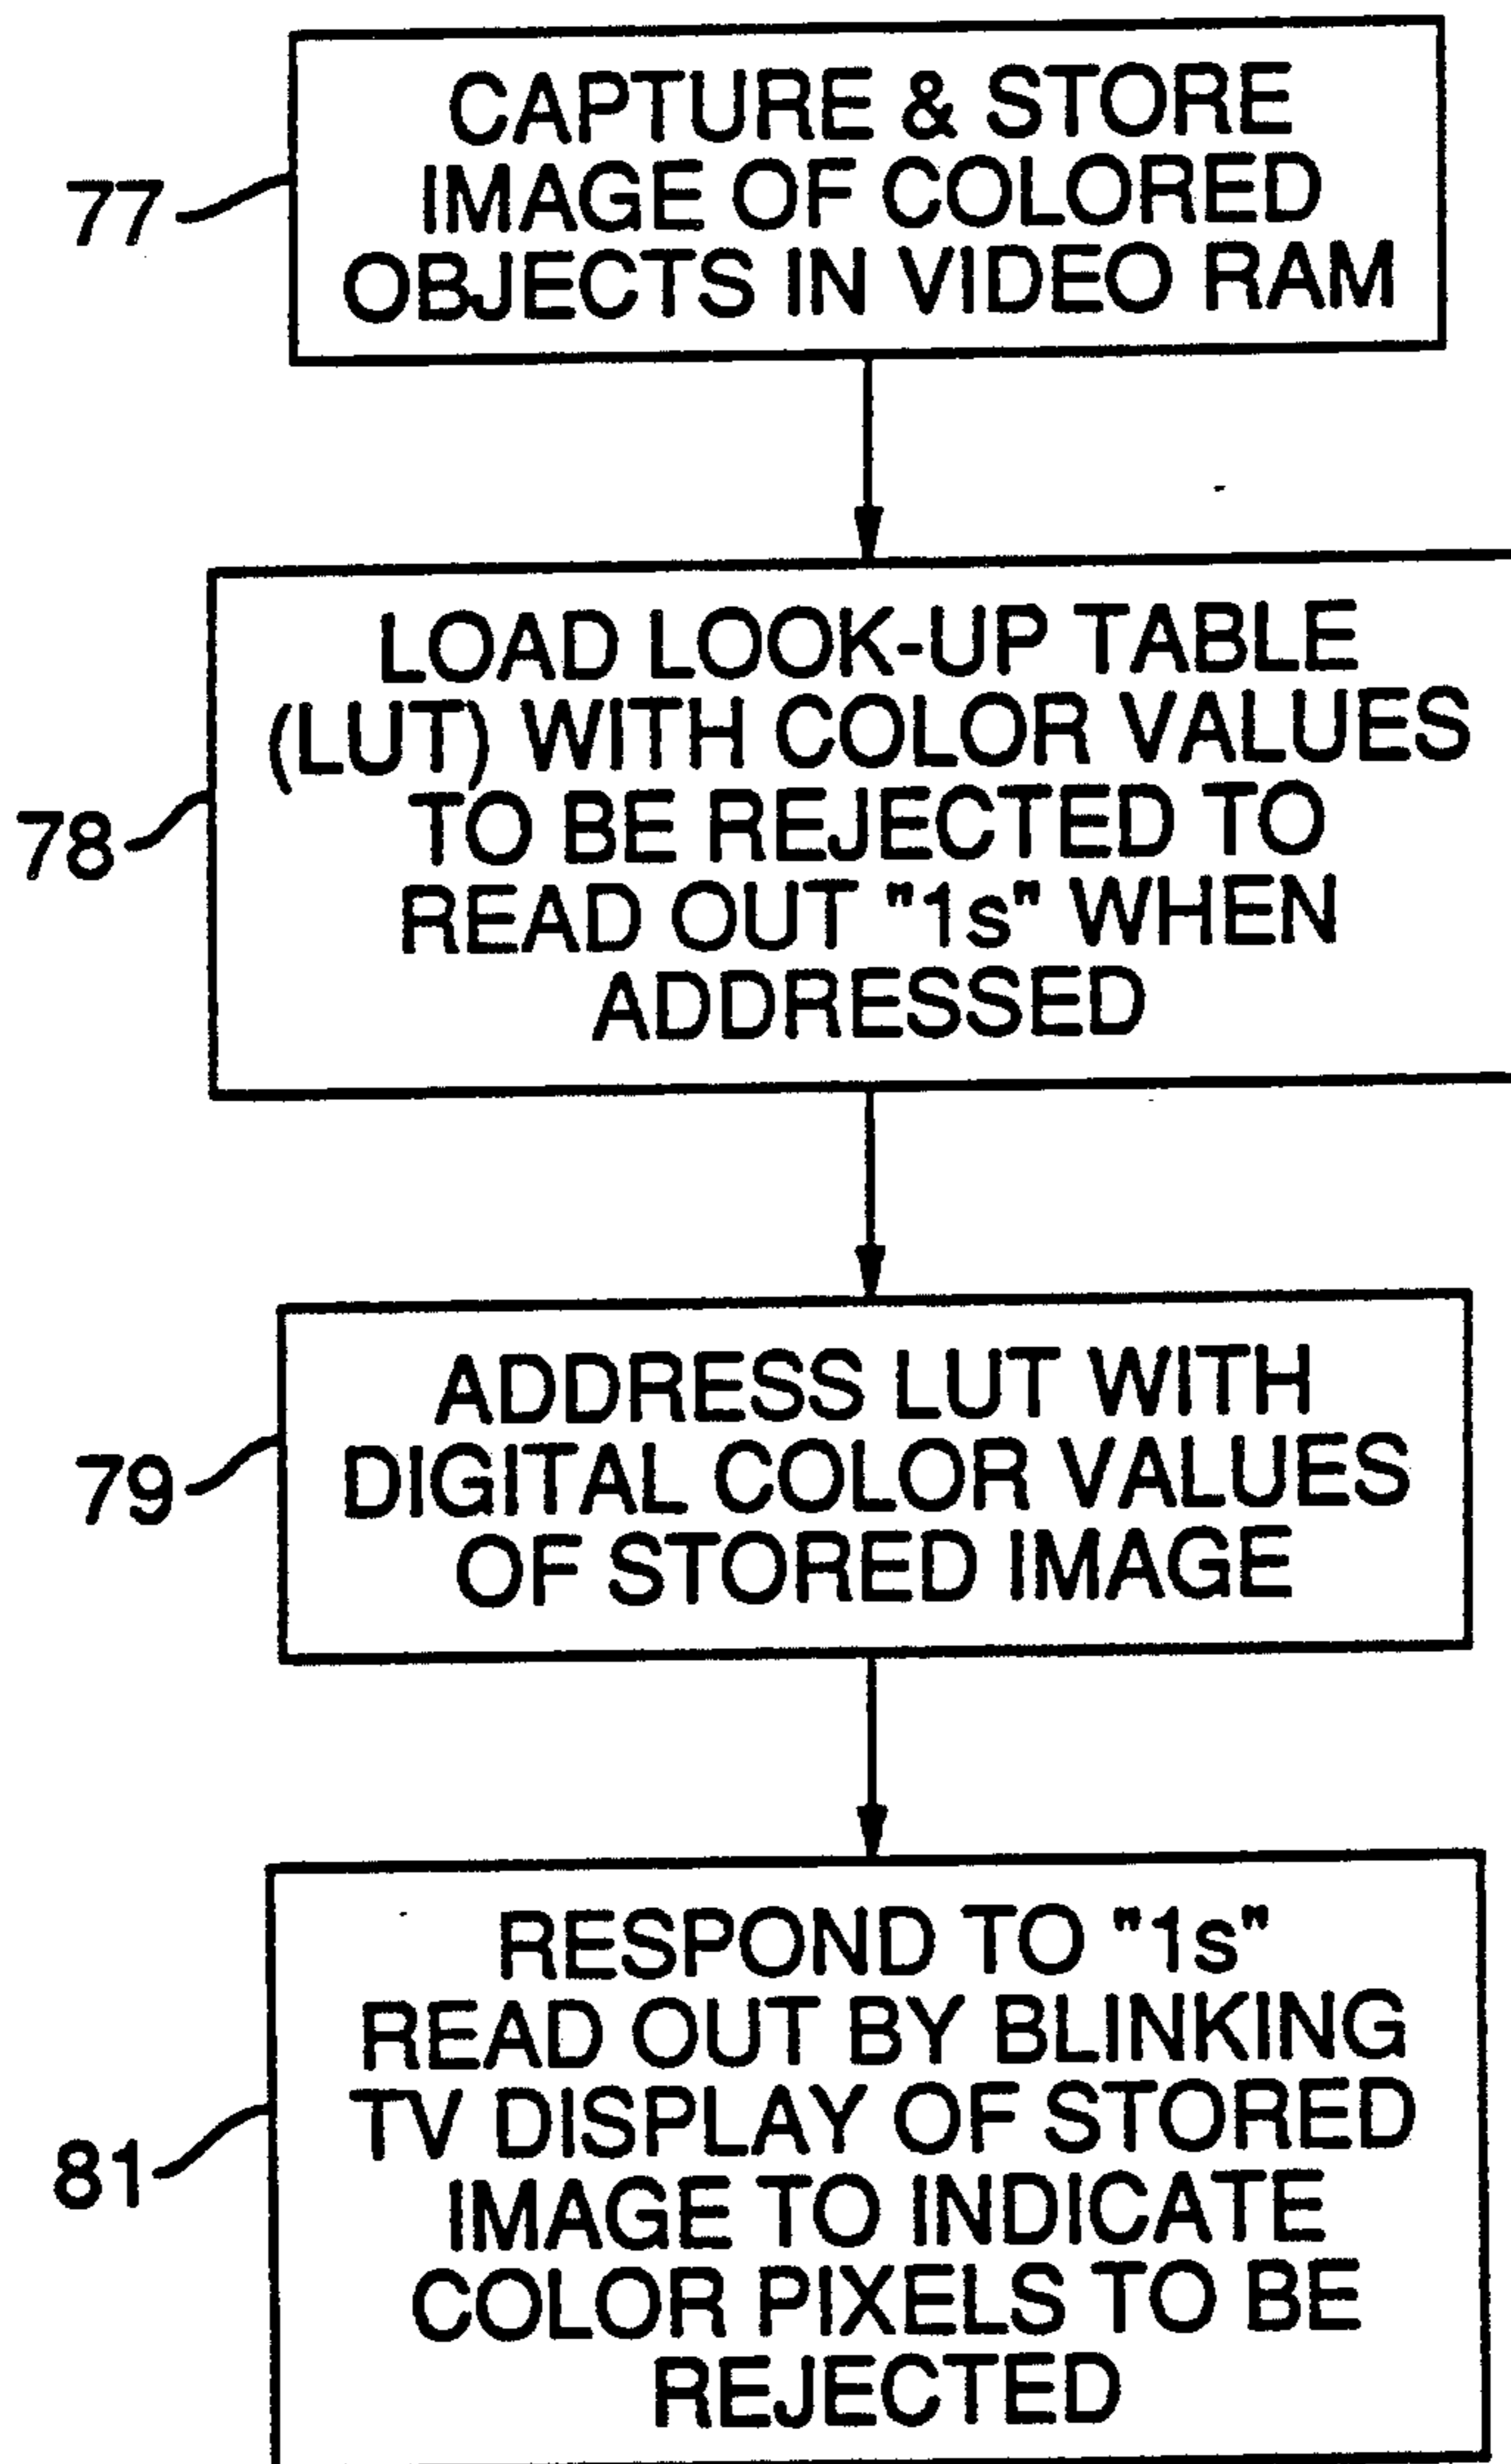 CAPTURE & STORE
IMAGE OF COLORED
OBJECTS IN VIDEO RAM
77
LOAD LOOK-UP TABLE
(LUT) WITH COLOR VALUES
TO BE REJECTED TO
READ OUT "1s" WHEN
ADDRESSED
78
ADDRESS LUT WITH
DIGITAL COLOR VALUES
OF STORED IMAGE
79
RESPOND TO "1s"
READ OUT BY BLINKING
TV DISPLAY OF STORED
IMAGE TO INDICATE
COLOR PIXELS TO BE
REJECTED
81